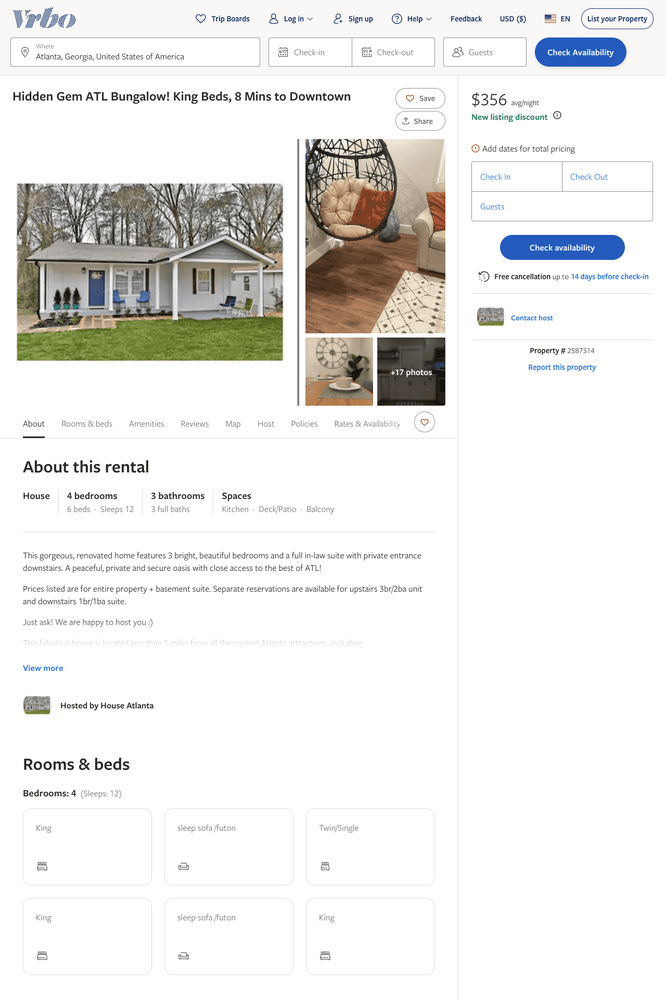 Vrbo
Trip Boards
Log in
Sign up
Help
Feedback
USD ($)
EN
List your Property
Where
Atlanta, Georgia, United States of America
Check-in
Check-out
Guests
Check Availability
Hidden Gem ATL Bungalow! King Beds, 8 Mins to Downtown
Save
Share
+17 photos
$356 avg/night
New listing discount
Add dates for total pricing
Check In
Check Out
Guests
Check availability
Free cancellation up to 14 days before check-in
Contact host
Property # 2587314
Report this property
About
Rooms & beds
Amenities
Reviews
Map
Host
Policies
Rates & Availability
About this rental
House
4 bedrooms
6 beds · Sleeps 12
3 bathrooms
3 full baths
Spaces
Kitchen · Deck/Patio · Balcony
This gorgeous, renovated home features 3 bright, beautiful bedrooms and a full in-law suite with private entrance
downstairs. A peaceful, private and secure oasis with close access to the best of ATL!
Prices listed are for entire property + basement suite. Separate reservations are available for upstairs 3br/2ba unit
and downstairs 1br/1ba suite.
Just ask! We are happy to host you :)
This fabulous house is located less than 5 miles from all the coolest Atlanta attractions, including:
View more
Hosted by House Atlanta
Rooms & beds
Bedrooms: 4 (Sleeps: 12)
King
sleep sofa /futon
Twin/Single
King
sleep sofa /futon
King